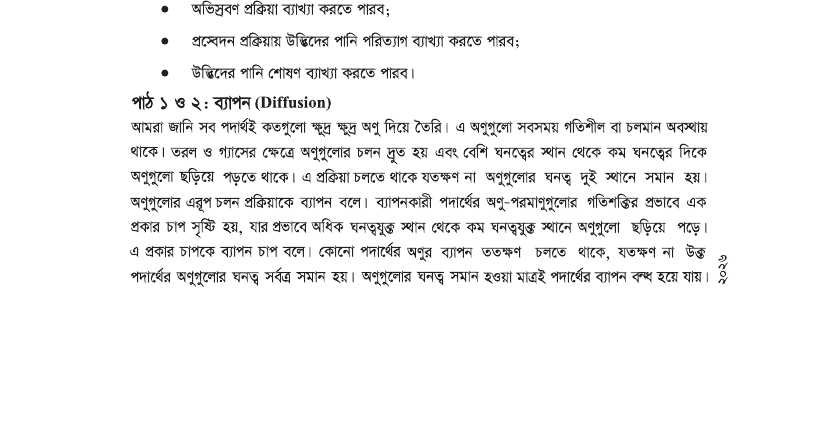 • অভিস্রবণ প্রক্রিয়া ব্যাখ্যা করতে পারব;
• প্রস্বেদন প্রক্রিয়ায় উদ্ভিদের পানি পরিত্যাগ ব্যাখ্যা করতে পারব;
• উদ্ভিদের পানি শোষণ ব্যাখ্যা করতে পারব।
পাঠ ১ ও ২ : ব্যাপন (Diffusion)
আমরা জানি সব পদার্থই কতগুলো ক্ষুদ্র ক্ষুদ্র অণু দিয়ে তৈরি। এ অণুগুলো সবসময় গতিশীল বা চলমান অবস্থায়
থাকে। তরল ও গ্যাসের ক্ষেত্রে অণুগুলোর চলন দ্রুত হয় এবং বেশি ঘনত্বের স্থান থেকে কম ঘনত্বের দিকে
অণুগুলো ছড়িয়ে পড়তে থাকে। এ প্রক্রিয়া চলতে থাকে যতক্ষণ না অণুগুলোর ঘনত্ব দুই স্থানে সমান হয়।
অণুগুলোর এরূপ চলন প্রক্রিয়াকে ব্যাপন বলে। ব্যাপনকারী পদার্থের অণু-পরমাণুগুলোর গতিশক্তির প্রভাবে এক
প্রকার চাপ সৃষ্টি হয়, যার প্রভাবে অধিক ঘনত্বযুক্ত স্থান থেকে কম ঘনত্বযুক্ত স্থানে অণুগুলো ছড়িয়ে পড়ে।
এ প্রকার চাপকে ব্যাপন চাপ বলে। কোনো পদার্থের অণুর ব্যাপন ততক্ষণ চলতে থাকে, যতক্ষণ না উক্ত
পদার্থের অণুগুলোর ঘনত্ব সর্বত্র সমান হয়। অণুগুলোর ঘনত্ব সমান হওয়া মাত্রই পদার্থের ব্যাপন বন্ধ হয়ে যায়।
২০২৬